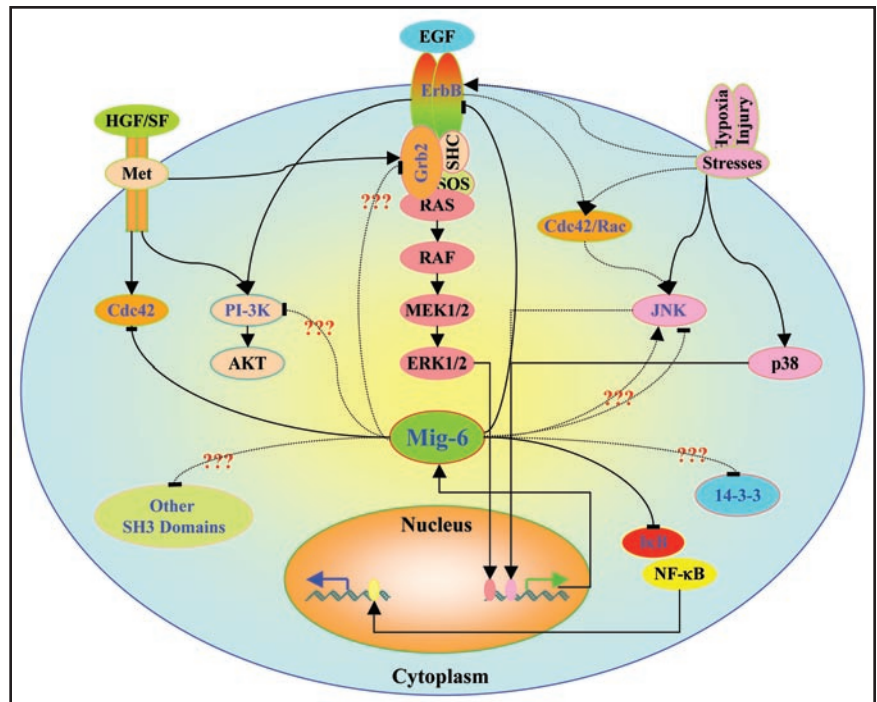 EGF
ErbB
HGF/SF
Hypoxia
Injury
Stresses
Met
Grb2
SHC
SOS
???
RAS
Cdc42/Rac
RAF
Cdc42
PI-3K
???
MEK1/2
JNK
AKT
ERK1/2
p38
???
Mig-6
???
???
Other
SH3 Domains
14-3-3
Nucleus
IκB
NF-κB
Cytoplasm